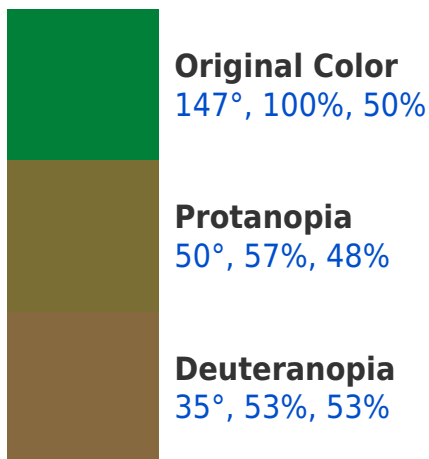 Original Color
147°, 100%, 50%
Protanopia
50°, 57%, 48%
Deuteranopia
35°, 53%, 53%